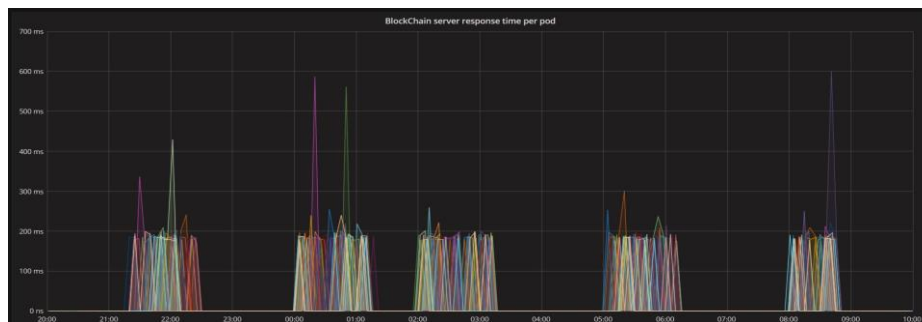 BlockChain server response time per pod
700 ms
600 ms
500 ms
400 ms
300 ms
200 ms
100 ms
0 ns
20:00 21:00 22:00 23:00 00:00 01:00 02:00 03:00 04:00 05:00 06:00 07:00 08:00 09:00 10:00